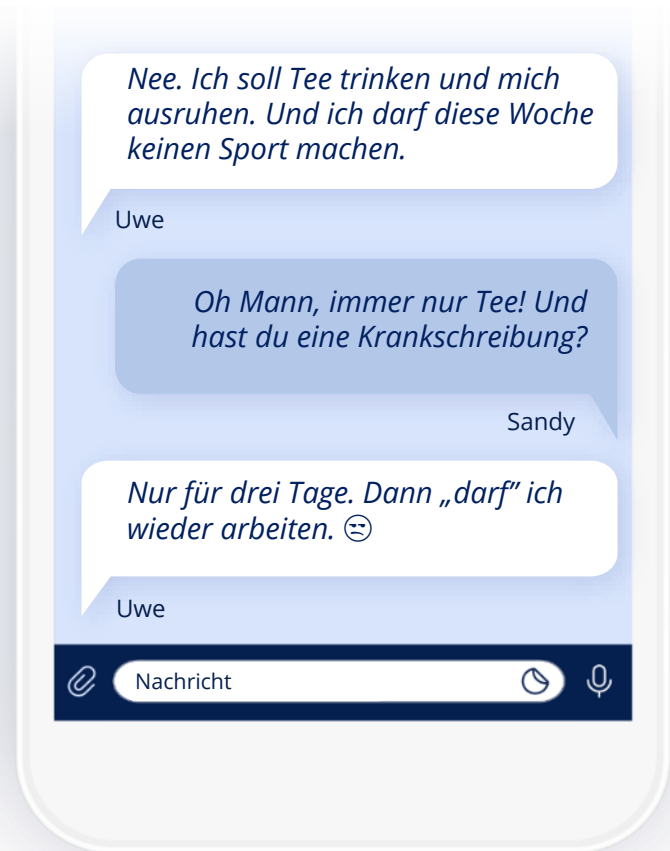 Nee. Ich soll Tee trinken und mich
ausruhen. Und ich darf diese Woche
keinen Sport machen.
Uwe
Oh Mann, immer nur Tee! Und
hast du eine Krankschreibung?
Sandy
Nur für drei Tage. Dann „darf” ich
wieder arbeiten. 😒
Uwe
Nachricht